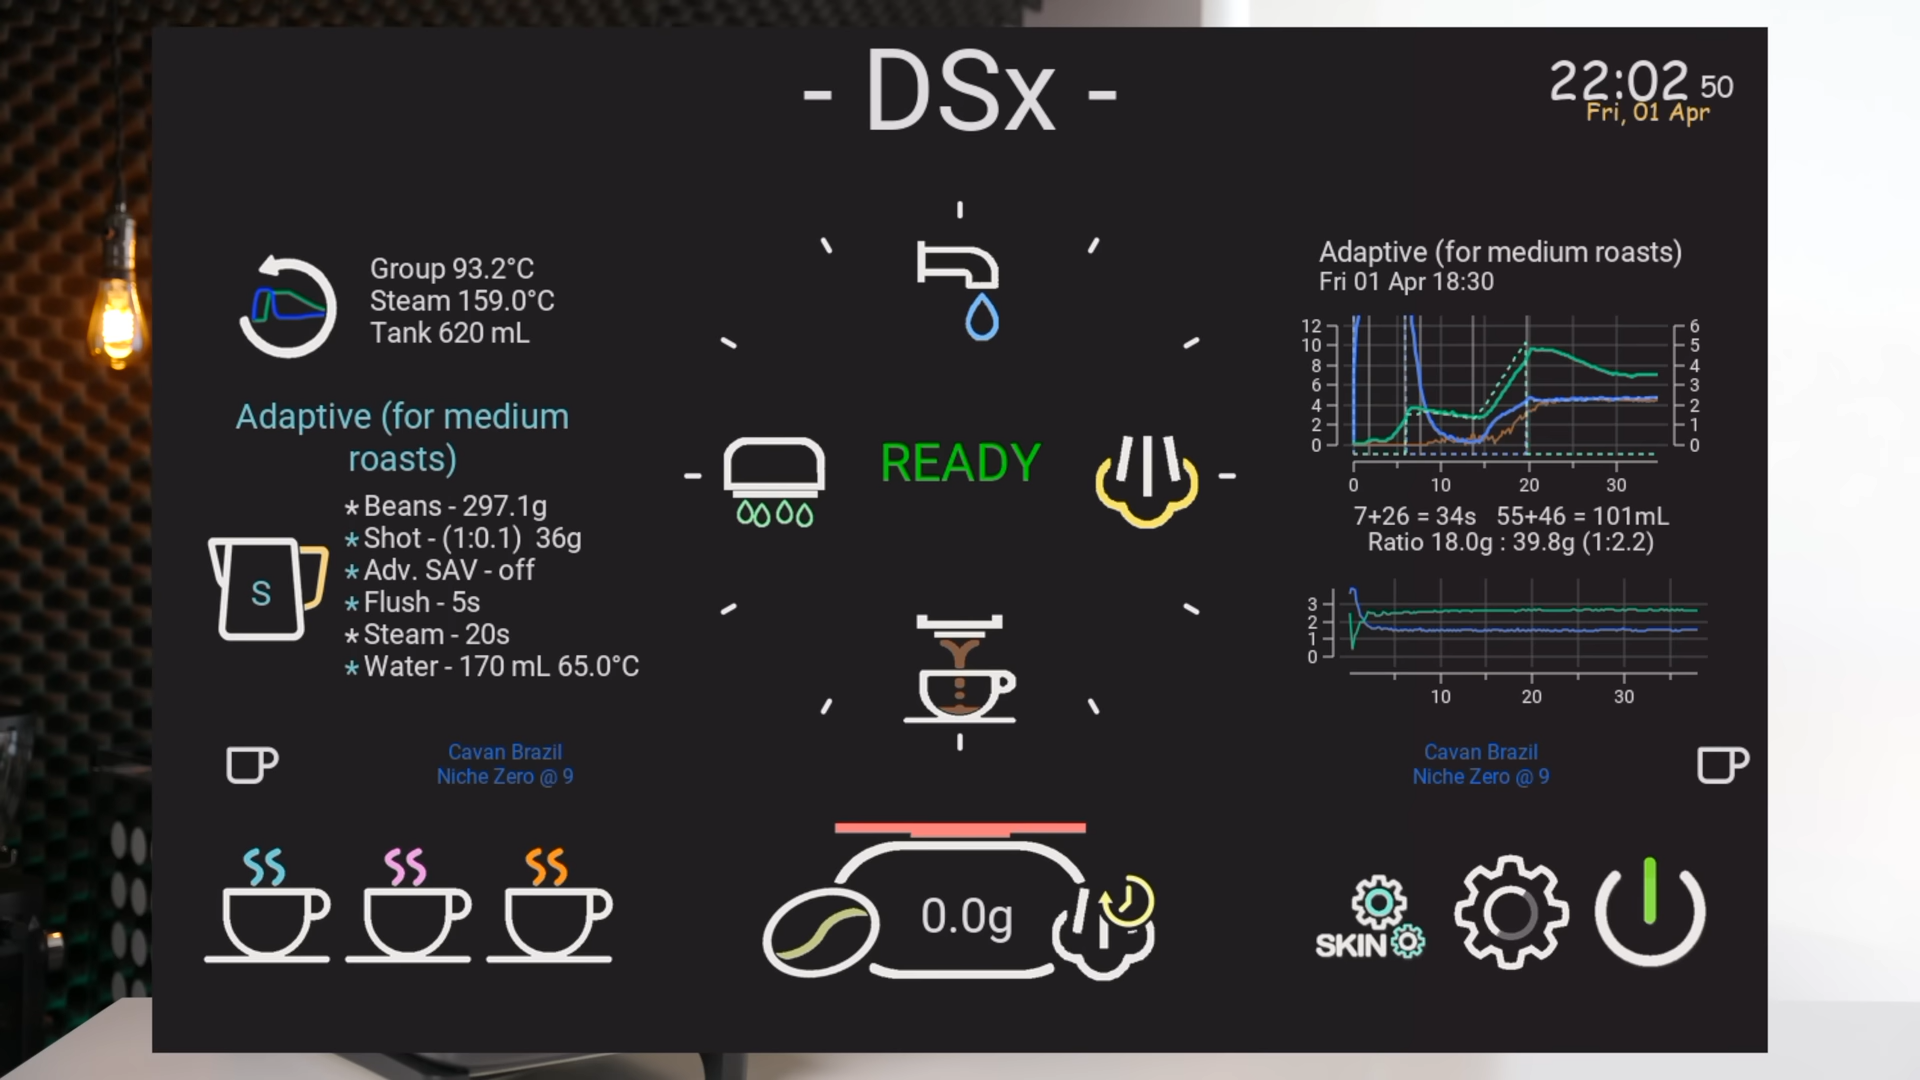 - DSx -
22:02 50
Fri, 01 Apr
Group 93.2°C
Steam 159.0°C
Tank 620 mL
Adaptive (for medium
roasts)
* Beans - 297.1g
* Shot - (1:0.1) 36g
* Adv. SAV - off
* Flush - 5s
* Steam - 20s
* Water - 170 mL 65.0°C
S
Cavan Brazil
Niche Zero @ 9
READY
0.0g
Adaptive (for medium roasts)
Fri 01 Apr 18:30
12 6
10 5
8 4
6 3
4 2
2 1
0 0
0 10 20 30
7+26 = 34s 55+46 = 101mL
Ratio 18.0g : 39.8g (1:2.2)
3
2
1
0
10 20 30
Cavan Brazil
Niche Zero @ 9
SKIN